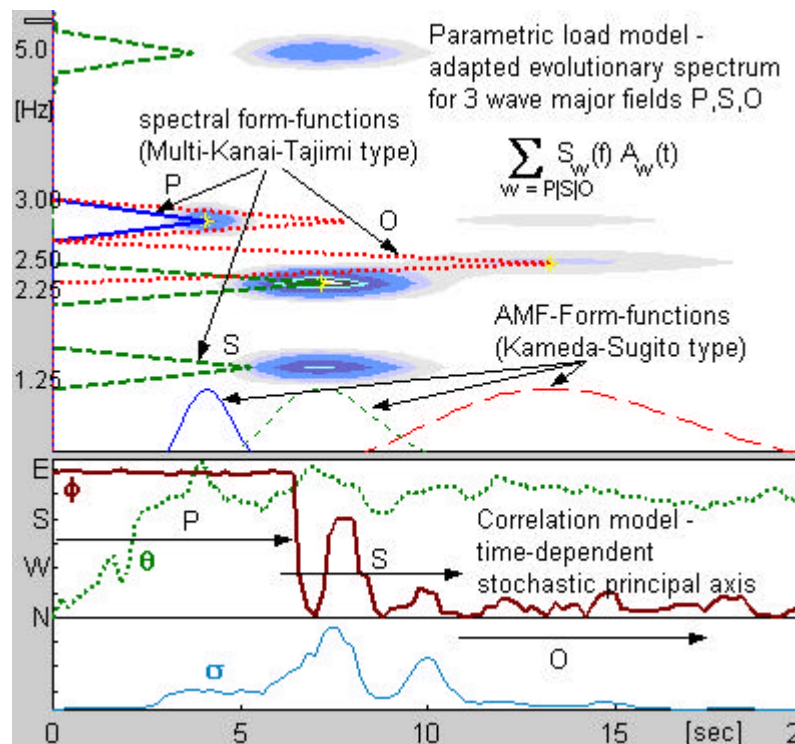 5.0
[Hz]
3.00
2.50
2.25
1.25
Parametric load model -
adapted evolutionary spectrum
for 3 wave major fields P,S,O
∑ S_w(f) A_w(t)
w = P|S|O
spectral form-functions
(Multi-Kanai-Tajimi type)
P
O
S
AMF-Form-functions
(Kameda-Sugito type)
E
S
W
N
ϕ
θ
P
S
Correlation model -
time-dependent
stochastic principal axis
O
σ
0
5
10
15
[sec]
2